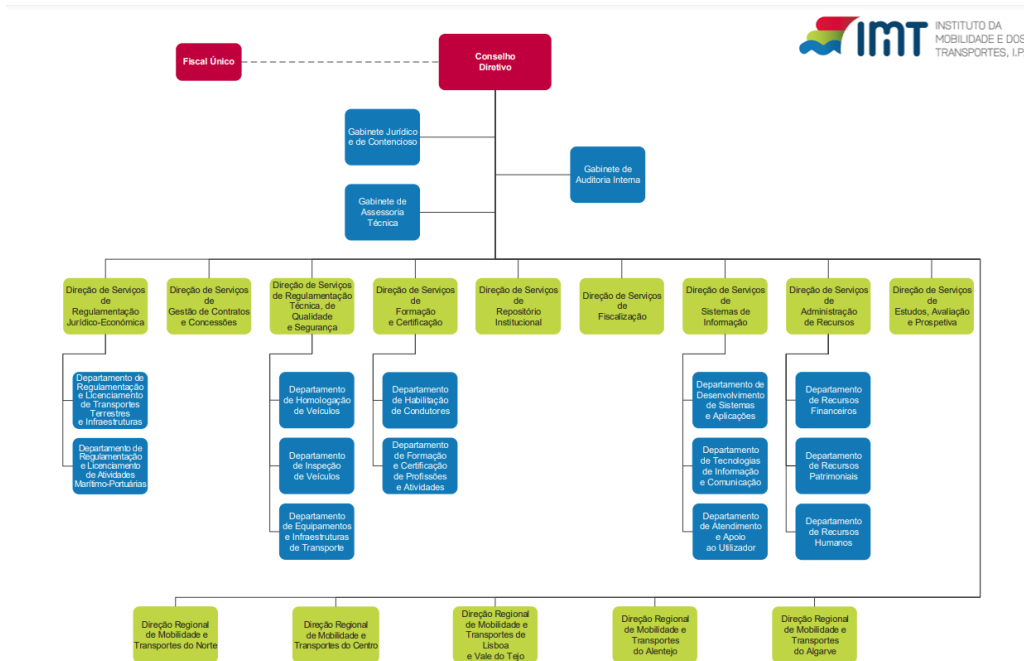 IMT
INSTITUTO DA
MOBILIDADE E DOS
TRANSPORTES, I.P.
Fiscal Único
Conselho
Diretivo
Gabinete Jurídico
e de Contencioso
Gabinete de
Auditoria Interna
Gabinete de
Assessoria
Técnica
Direção de Serviços
de
Regulamentação
Jurídico-Económica
Direção de Serviços
de
Gestão de Contratos
e Concessões
Direção de Serviços
de Regulamentação
Técnica, de
Qualidade
e Segurança
Direção de Serviços
de
Formação
e Certificação
Direção de Serviços
de
Repositório
Institucional
Direção de Serviços
de
Fiscalização
Direção de Serviços
de
Sistemas de
Informação
Direção de Serviços
de
Administração
de Recursos
Direção de Serviços
de
Estudos, Avaliação
e Prospetiva
Departamento de
Regulamentação
e Licenciamento
de Transportes
Terrestres
e Infraestruturas
Departamento
de Homologação
de Veículos
Departamento
de Habilitação
de Condutores
Departamento de
Desenvolvimento
de Sistemas
e Aplicações
Departamento
de Recursos
Financeiros
Departamento de
Regulamentação
e Licenciamento
de Atividades
Marítimo-Portuárias
Departamento
de Inspeção
de Veículos
Departamento
de Formação
e Certificação
de Profissões
e Atividades
Departamento
de Tecnologias
de Informação
e Comunicação
Departamento
de Recursos
Patrimoniais
Departamento
de Equipamentos
e Infraestruturas
de Transporte
Departamento
de Atendimento
e Apoio
ao Utilizador
Departamento
de Recursos
Humanos
Direção Regional
de Mobilidade e
Transportes do Norte
Direção Regional
de Mobilidade e
Transportes do Centro
Direção Regional
de Mobilidade e
Transportes de
Lisboa
e Vale do Tejo
Direção Regional
de Mobilidade e
Transportes
do Alentejo
Direção Regional
de Mobilidade e
Transportes
do Algarve